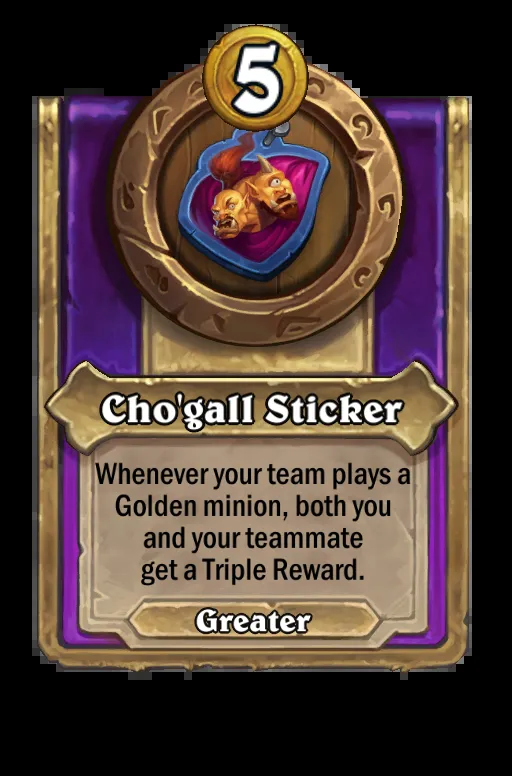 5
Cho'gall Sticker
Whenever your team plays a
Golden minion, both you
and your teammate
get a Triple Reward.
Greater